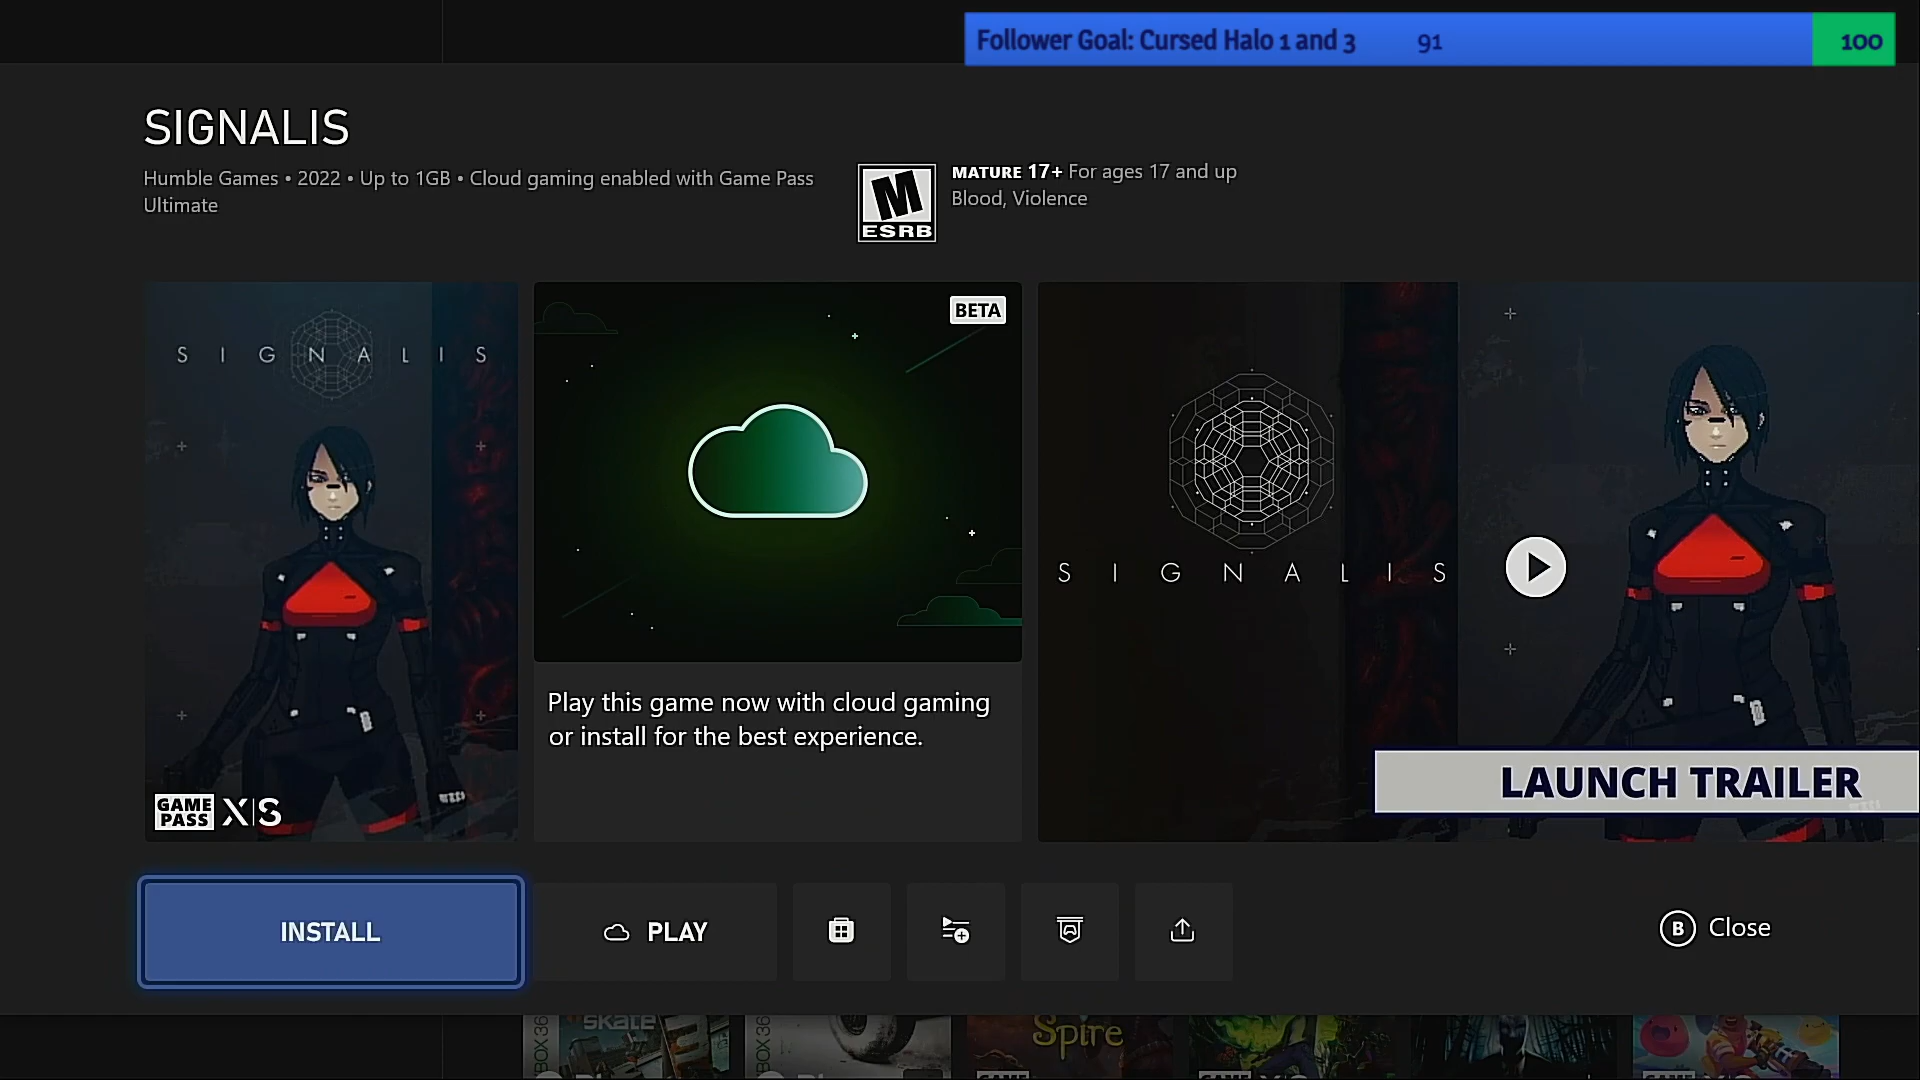 Follower Goal: Cursed Halo 1 and 3 91 100
SIGNALIS
Humble Games • 2022 • Up to 1GB • Cloud gaming enabled with Game Pass
Ultimate
M
ESRB
MATURE 17+ For ages 17 and up
Blood, Violence
S I G N A L I S
GAME
PASS
X|S
BETA
Play this game now with cloud gaming
or install for the best experience.
S I G N A L I S
LAUNCH TRAILER
INSTALL
PLAY
B Close
skate
Spire